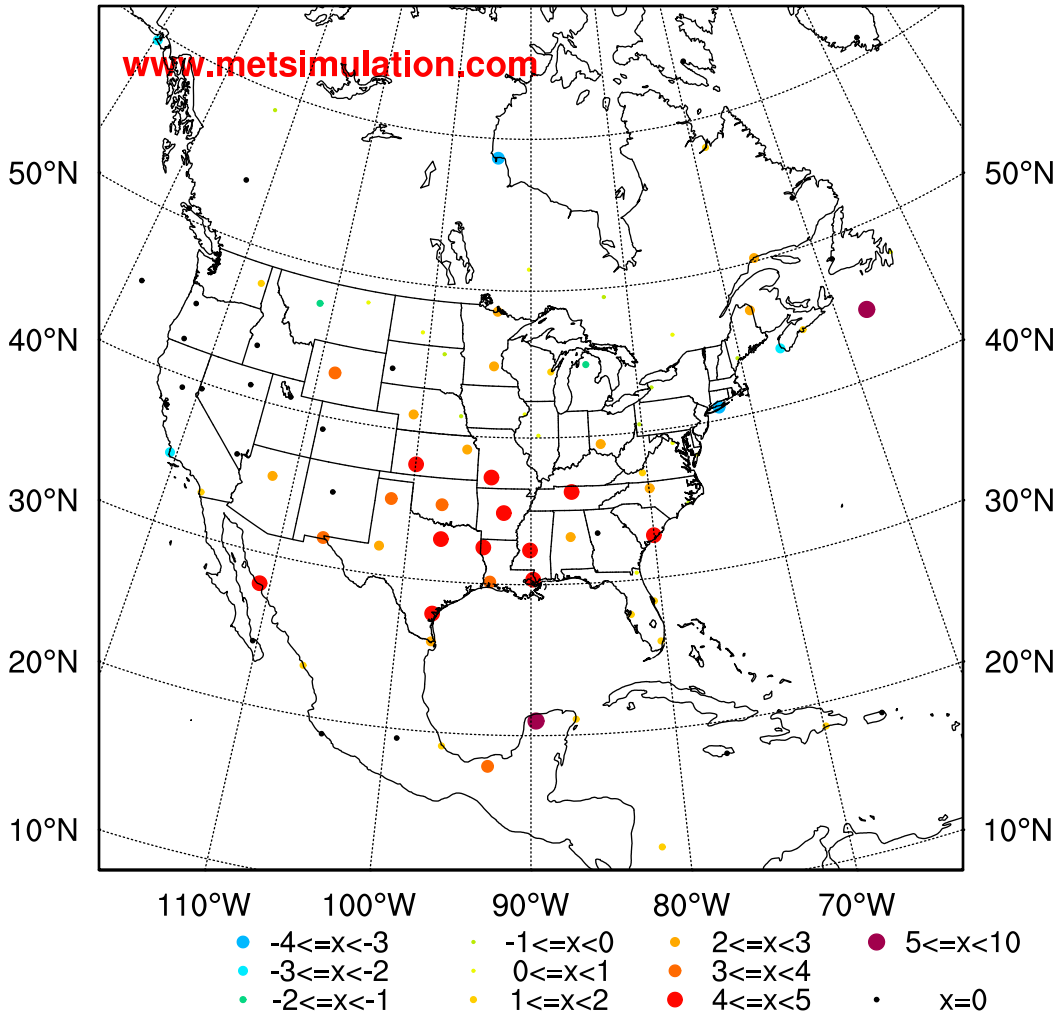 www.metsimulation.com
50°N 50°N
40°N 40°N
30°N 30°N
20°N 20°N
10°N 10°N
110°W 100°W 90°W 80°W 70°W
-4<=x<-3 -1<=x<0 2<=x<3 5<=x<10
-3<=x<-2 0<=x<1 3<=x<4
-2<=x<-1 1<=x<2 4<=x<5 x=0